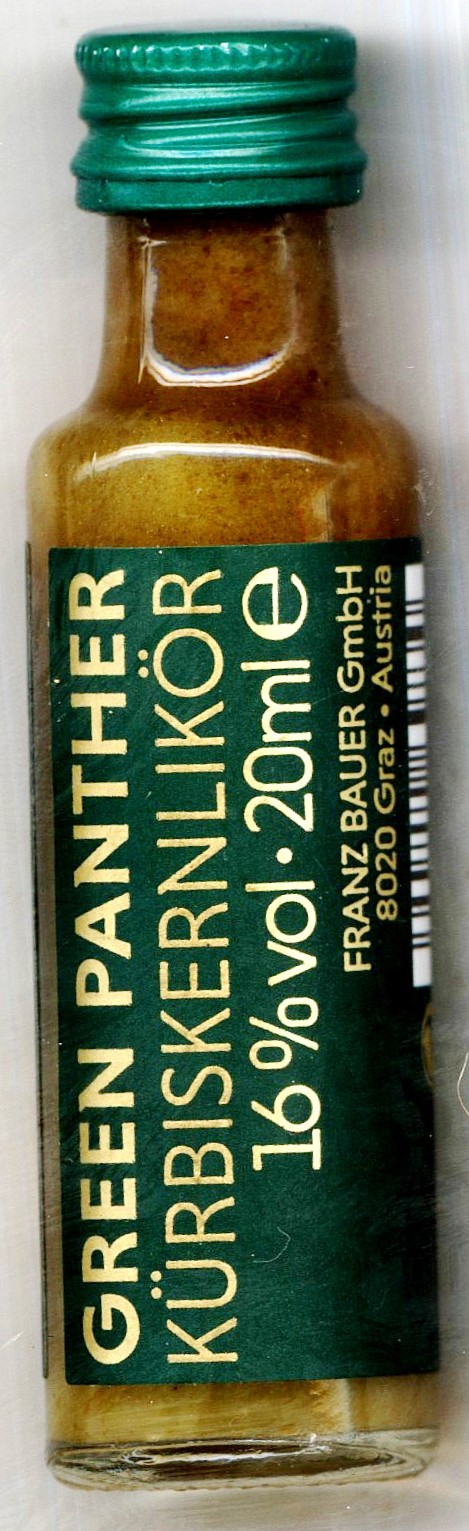 GREEN PANTHER
KÜRBISKERNLIKÖR
16 % vol • 20ml e
FRANZ BAUER GmbH
8020 Graz • Austria